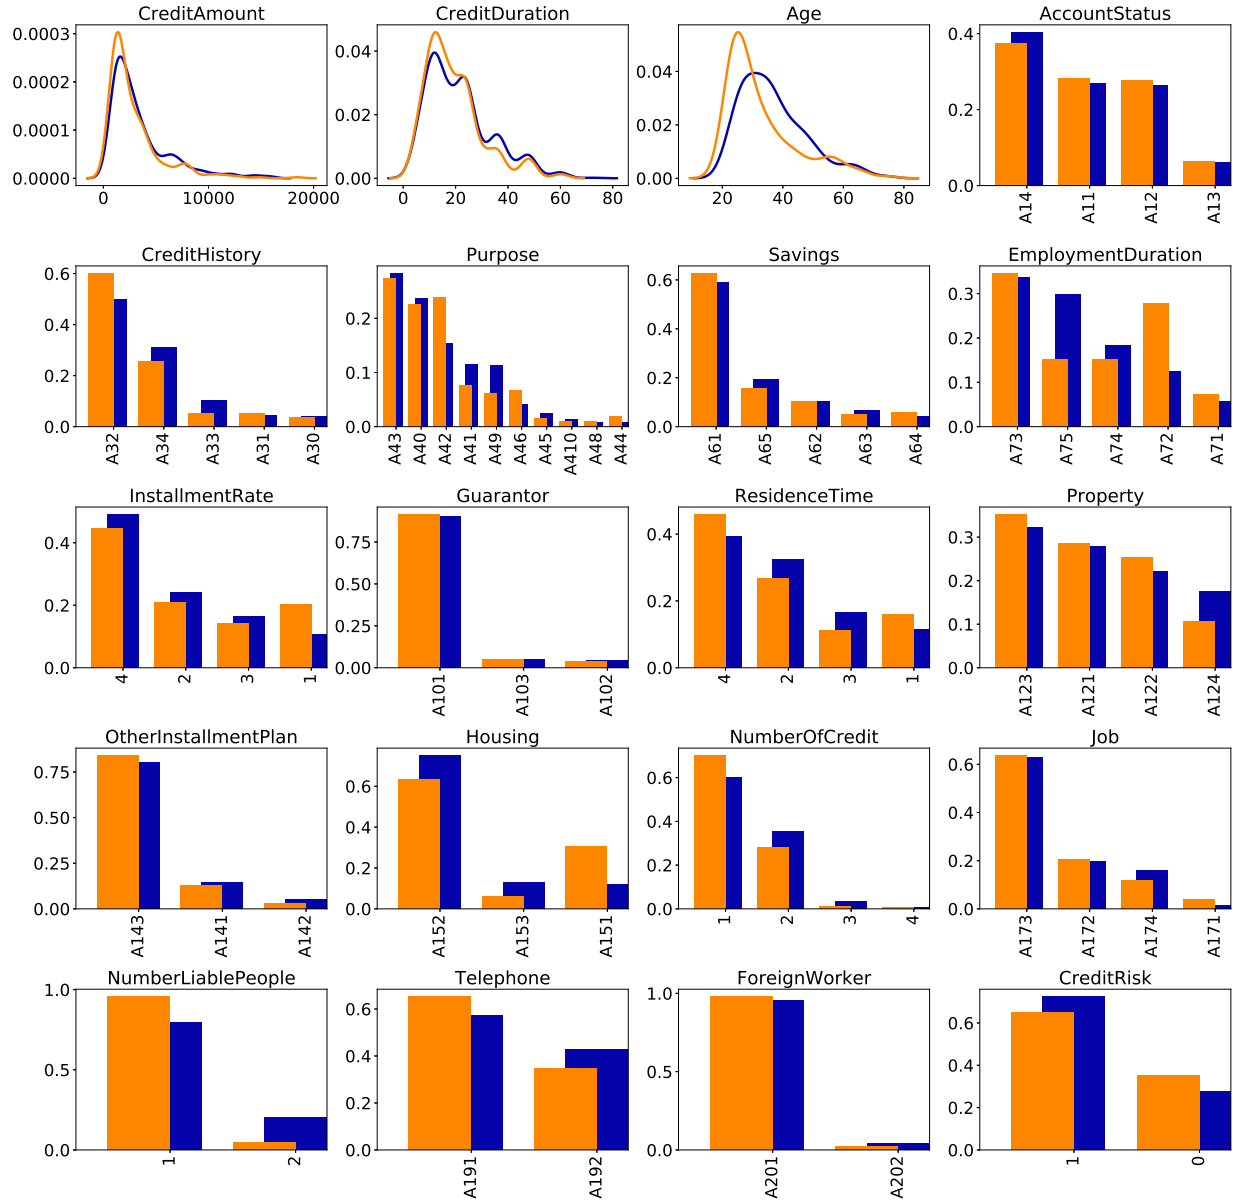 CreditAmount
0.0003
0.0002
0.0001
0.0000
0 10000 20000
CreditDuration
0.04
0.02
0.00
0 20 40 60 80
Age
0.04
0.02
0.00
20 40 60 80
AccountStatus
0.4
0.2
0.0
A14 A11 A12 A13
CreditHistory
0.6
0.4
0.2
0.0
A32 A34 A33 A31 A30
Purpose
0.2
0.1
0.0
A43 A40 A42 A41 A49 A46 A45 A410 A48 A44
Savings
0.6
0.4
0.2
0.0
A61 A65 A62 A63 A64
EmploymentDuration
0.3
0.2
0.1
0.0
A73 A75 A74 A72 A71
InstallmentRate
0.4
0.2
0.0
4 2 3 1
Guarantor
0.75
0.50
0.25
0.00
A101 A103 A102
ResidenceTime
0.4
0.2
0.0
4 2 3 1
Property
0.3
0.2
0.1
0.0
A123 A121 A122 A124
OtherInstallmentPlan
0.75
0.50
0.25
0.00
A143 A141 A142
Housing
0.6
0.4
0.2
0.0
A152 A153 A151
NumberOfCredit
0.6
0.4
0.2
0.0
1 2 3 4
Job
0.6
0.4
0.2
0.0
A173 A172 A174 A171
NumberLiablePeople
1.0
0.5
0.0
1 2
Telephone
0.6
0.4
0.2
0.0
A191 A192
ForeignWorker
1.0
0.5
0.0
A201 A202
CreditRisk
0.6
0.4
0.2
0.0
1 0